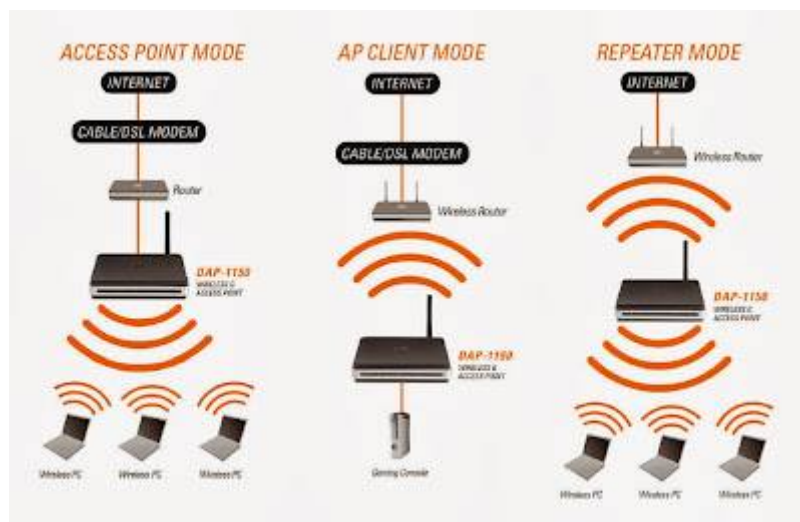 ACCESS POINT MODE
INTERNET
CABLE/DSL MODEM
Router
DAP-1150
WIRELESS G
ACCESS POINT
Wireless PC
Wireless PC
Wireless PC
AP CLIENT MODE
INTERNET
CABLE/DSL MODEM
Wireless Router
DAP-1150
WIRELESS G
ACCESS POINT
Gaming Console
REPEATER MODE
INTERNET
Wireless Router
DAP-1150
WIRELESS G
ACCESS POINT
Wireless PC
Wireless PC
Wireless PC